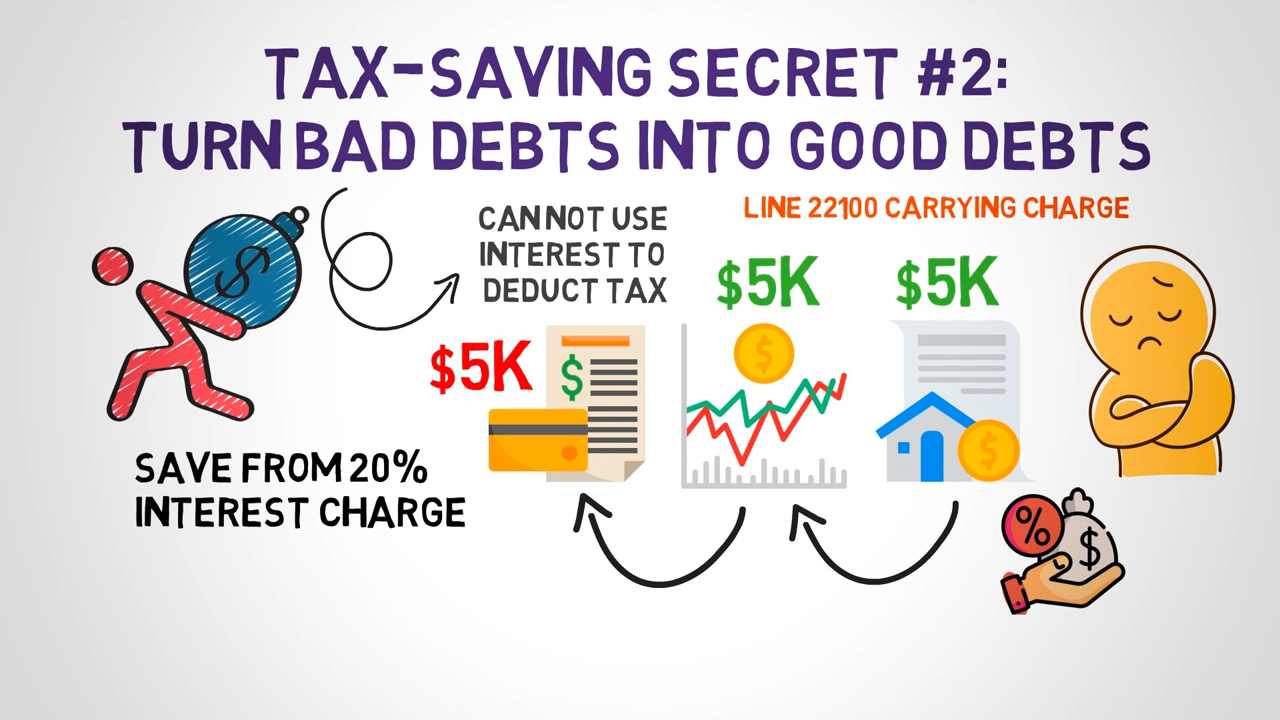 TAX-SAVING SECRET #2:
TURN BAD DEBTS INTO GOOD DEBTS
CAN NOT USE
INTEREST TO
DEDUCT TAX
LINE 22100 CARRYING CHARGE
$5K
$5K
$5K
$
$
$
$
%
$
SAVE FROM 20%
INTEREST CHARGE